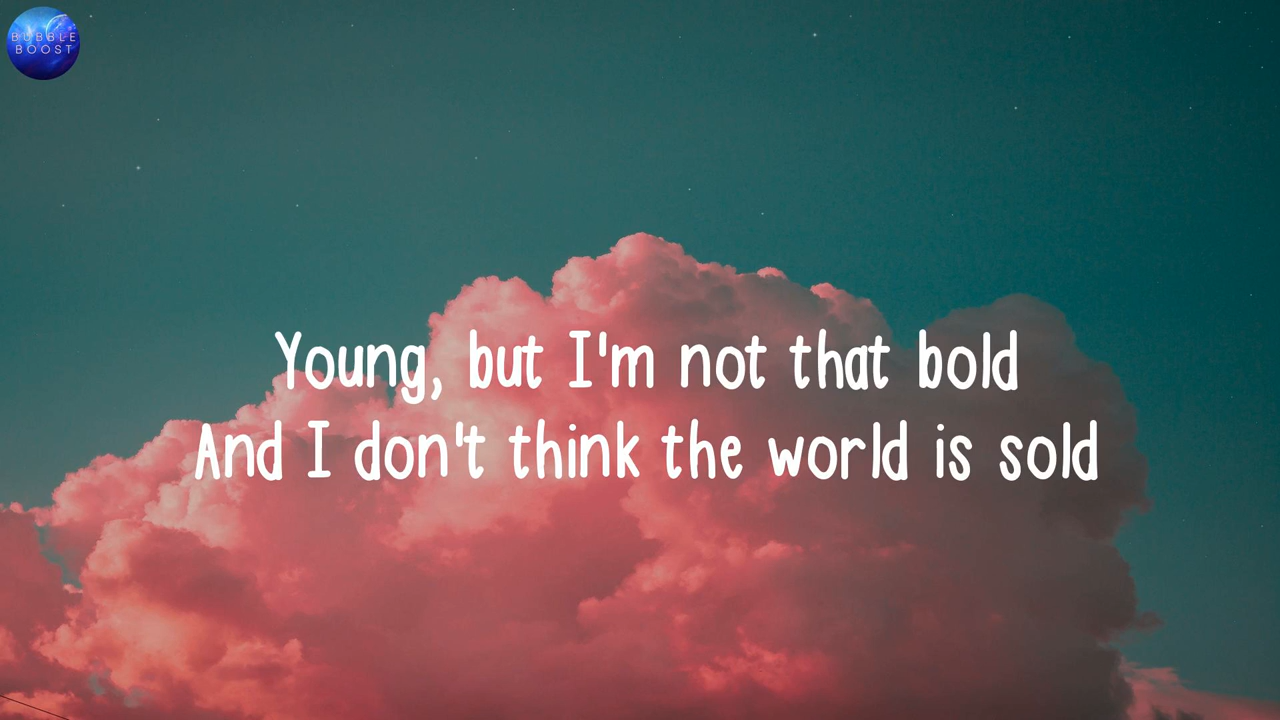 BUBBLE
BOOST
Young, but I'm not that bold
And I don't think the world is sold